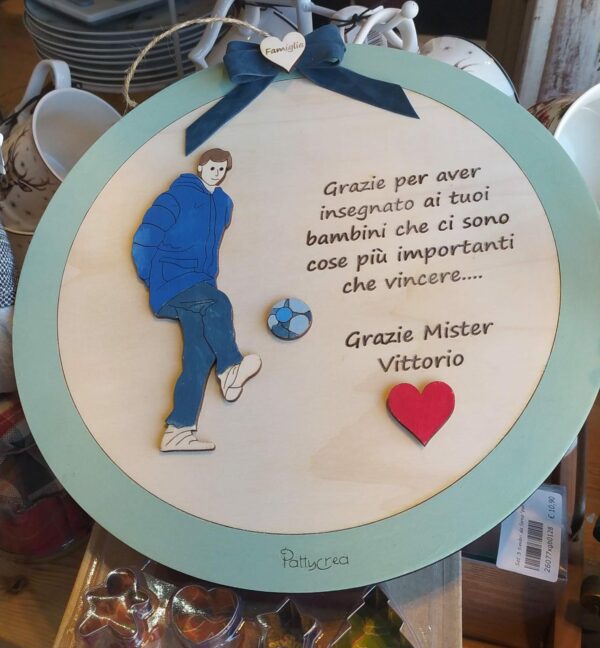 Famiglia
Grazie per aver
insegnato ai tuoi
bambini che ci sono
cose più importanti
che vincere....
Grazie Mister
Vittorio
PattyCrea
€ 10,90